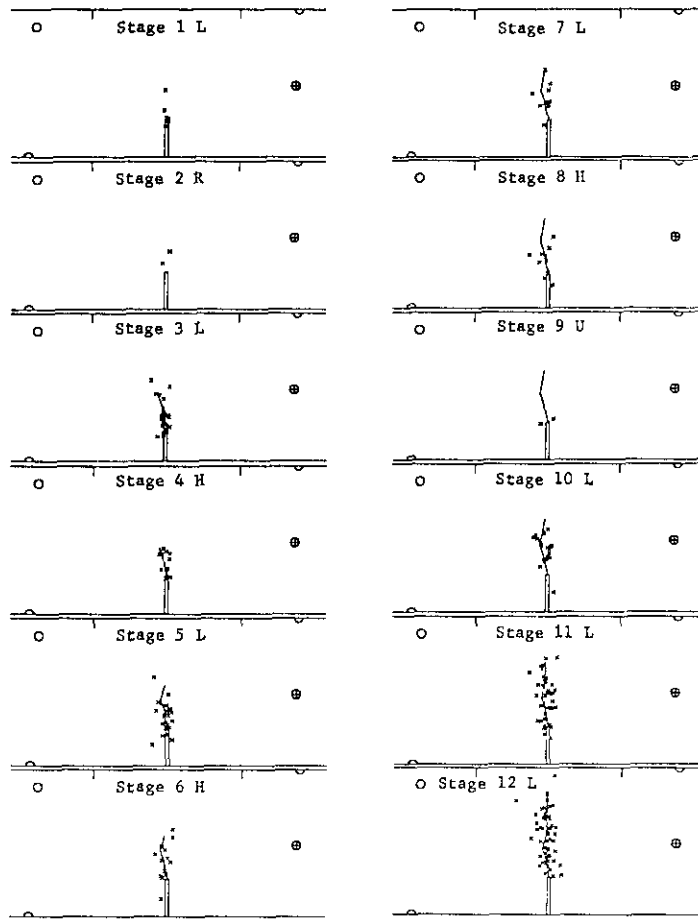 Stage 1 L
Stage 2 R
Stage 3 L
Stage 4 H
Stage 5 L
Stage 6 H
Stage 7 L
Stage 8 H
Stage 9 U
Stage 10 L
Stage 11 L
Stage 12 L